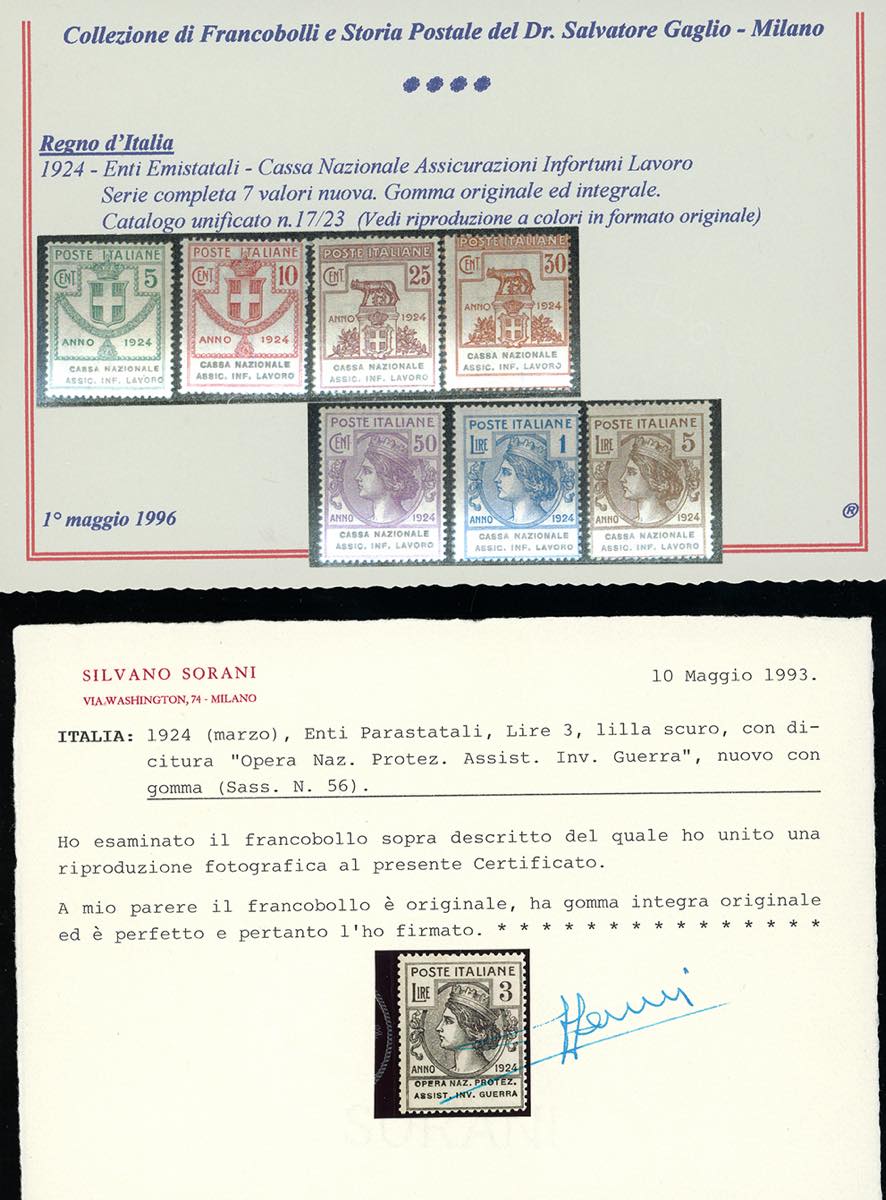 Collezione di Francobolli e Storia Postale del Dr. Salvatore Gaglio - Milano
Regno d'Italia
1924 - Enti Emistatali - Cassa Nazionale Assicurazioni Infortuni Lavoro
Serie completa 7 valori nuova. Gomma originale ed integrale.
Catalogo unificato n.17/23 (Vedi riproduzione a colori in formato originale)
POSTE ITALIANE
CENT 5
ANNO 1924
CASSA NAZIONALE
ASSIC. INF. LAVORO
POSTE ITALIANE
CENT 10
ANNO 1924
CASSA NAZIONALE
ASSIC. INF. LAVORO
POSTE ITALIANE
CENT 25
ANNO 1924
CASSA NAZIONALE
ASSIC. INF. LAVORO
POSTE ITALIANE
CENT 30
ANNO 1924
CASSA NAZIONALE
ASSIC. INF. LAVORO
POSTE ITALIANE
CENT 50
ANNO 1924
CASSA NAZIONALE
ASSIC. INF. LAVORO
POSTE ITALIANE
LIRE 1
ANNO 1924
CASSA NAZIONALE
ASSIC. INF. LAVORO
POSTE ITALIANE
LIRE 5
ANNO 1924
CASSA NAZIONALE
ASSIC. INF. LAVORO
1° maggio 1996
®
SILVANO SORANI
VIA.WASHINGTON, 74 - MILANO
10 Maggio 1993.
ITALIA: 1924 (marzo), Enti Parastatali, Lire 3, lilla scuro, con di-
citura "Opera Naz. Protez. Assist. Inv. Guerra", nuovo con
gomma (Sass. N. 56).
Ho esaminato il francobollo sopra descritto del quale ho unito una
riproduzione fotografica al presente Certificato.
A mio parere il francobollo è originale, ha gomma integra originale
ed è perfetto e pertanto l'ho firmato. * * * * * * * * * * * * * * *
POSTE ITALIANE
LIRE 3
ANNO 1924
OPERA NAZ. PROTEZ.
ASSIST. INV. GUERRA
SORANI